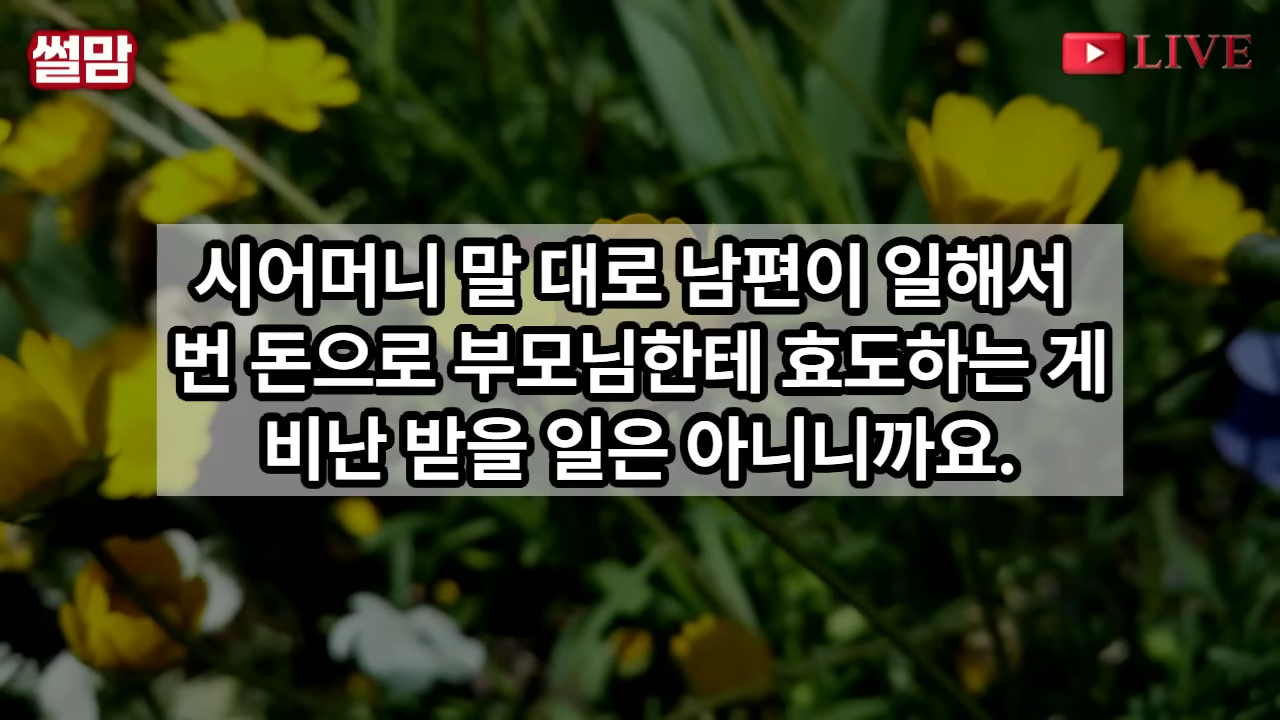 썰맘
LIVE
시어머니 말 대로 남편이 일해서
번 돈으로 부모님한테 효도하는 게
비난 받을 일은 아니니까요.